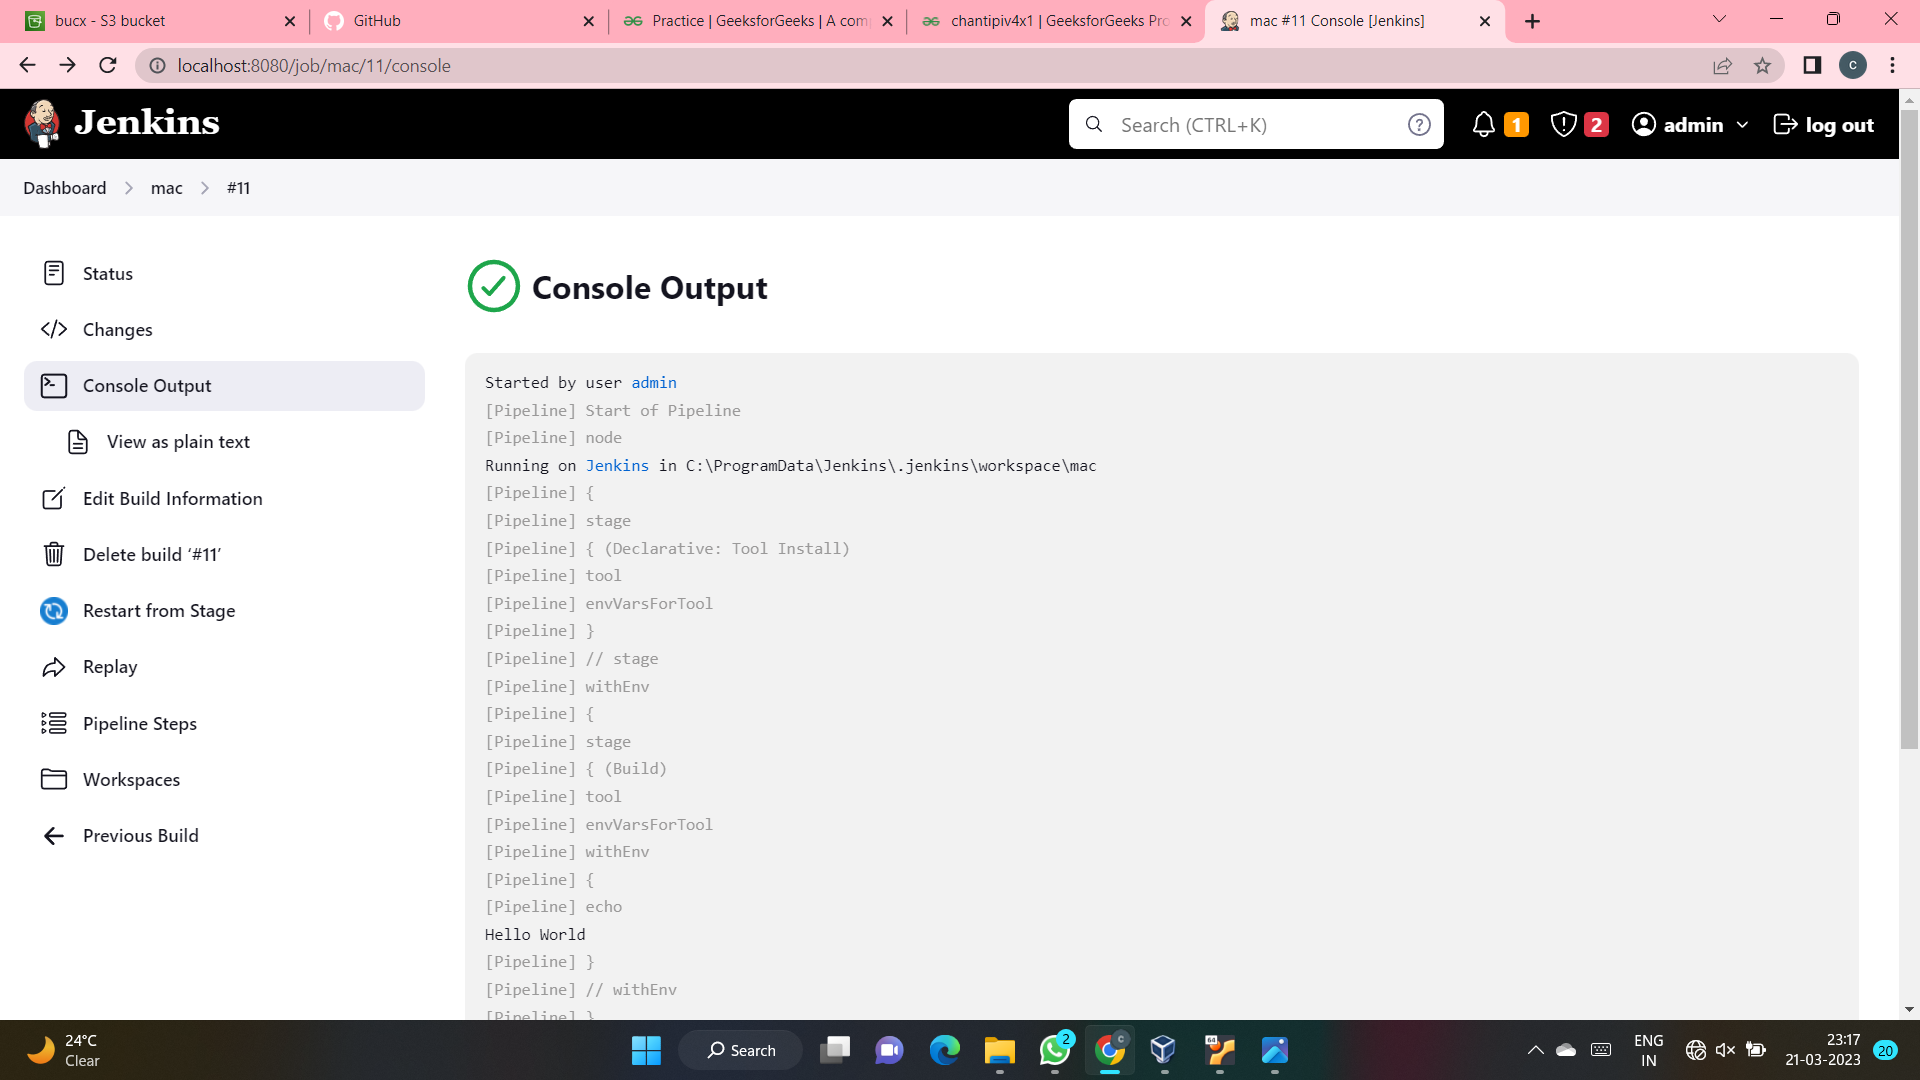 bucx - S3 bucket
GitHub
Practice | GeeksforGeeks | A com
chantipiv4x1 | GeeksforGeeks Pro
mac #11 Console [Jenkins]
localhost:8080/job/mac/11/console
C
Jenkins
Search (CTRL+K)
1
2
admin
log out
Dashboard > mac > #11
Status
Changes
Console Output
View as plain text
Edit Build Information
Delete build ‘#11’
Restart from Stage
Replay
Pipeline Steps
Workspaces
Previous Build
Console Output
Started by user admin
[Pipeline] Start of Pipeline
[Pipeline] node
Running on Jenkins in C:\ProgramData\Jenkins\.jenkins\workspace\mac
[Pipeline] {
[Pipeline] stage
[Pipeline] { (Declarative: Tool Install)
[Pipeline] tool
[Pipeline] envVarsForTool
[Pipeline] }
[Pipeline] // stage
[Pipeline] withEnv
[Pipeline] {
[Pipeline] stage
[Pipeline] { (Build)
[Pipeline] tool
[Pipeline] envVarsForTool
[Pipeline] withEnv
[Pipeline] {
[Pipeline] echo
Hello World
[Pipeline] }
[Pipeline] // withEnv
[Pipeline] }
24°C
Clear
Search
2
C
64
ENG
IN
23:17
21-03-2023
20